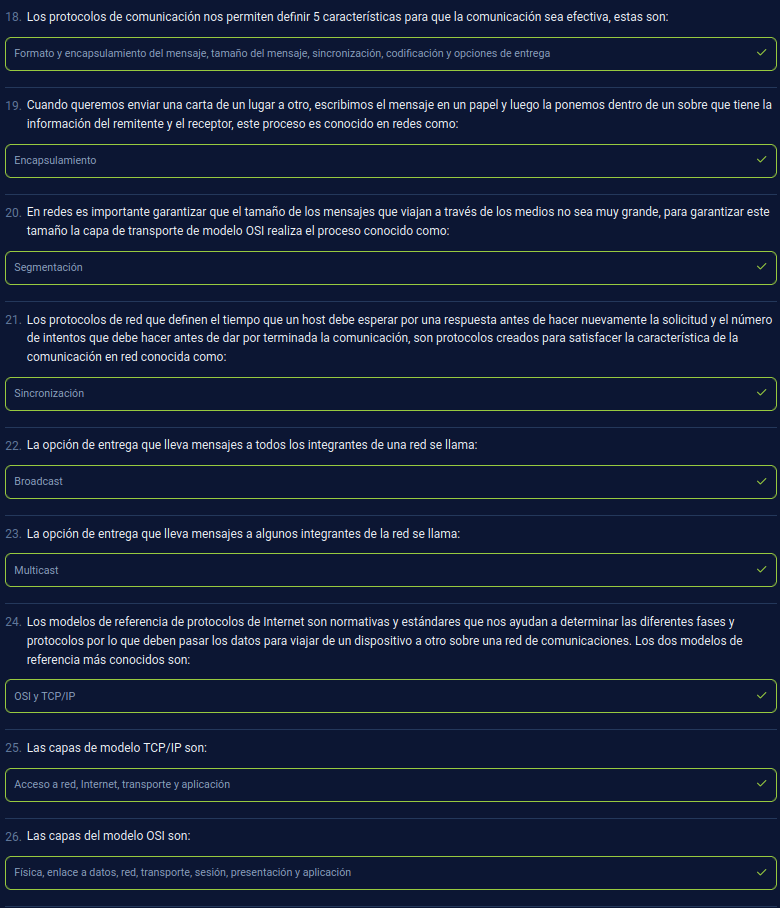 18. Los protocolos de comunicación nos permiten definir 5 características para que la comunicación sea efectiva, estas son:
Formato y encapsulamiento del mensaje, tamaño del mensaje, sincronización, codificación y opciones de entrega
19. Cuando queremos enviar una carta de un lugar a otro, escribimos el mensaje en un papel y luego la ponemos dentro de un sobre que tiene la
información del remitente y el receptor, este proceso es conocido en redes como:
Encapsulamiento
20. En redes es importante garantizar que el tamaño de los mensajes que viajan a través de los medios no sea muy grande, para garantizar este
tamaño la capa de transporte de modelo OSI realiza el proceso conocido como:
Segmentación
21. Los protocolos de red que definen el tiempo que un host debe esperar por una respuesta antes de hacer nuevamente la solicitud y el número
de intentos que debe hacer antes de dar por terminada la comunicación, son protocolos creados para satisfacer la característica de la
comunicación en red conocida como:
Sincronización
22. La opción de entrega que lleva mensajes a todos los integrantes de una red se llama:
Broadcast
23. La opción de entrega que lleva mensajes a algunos integrantes de la red se llama:
Multicast
24. Los modelos de referencia de protocolos de Internet son normativas y estándares que nos ayudan a determinar las diferentes fases y
protocolos por lo que deben pasar los datos para viajar de un dispositivo a otro sobre una red de comunicaciones. Los dos modelos de
referencia más conocidos son:
OSI y TCP/IP
25. Las capas de modelo TCP/IP son:
Acceso a red, Internet, transporte y aplicación
26. Las capas del modelo OSI son:
Física, enlace a datos, red, transporte, sesión, presentación y aplicación